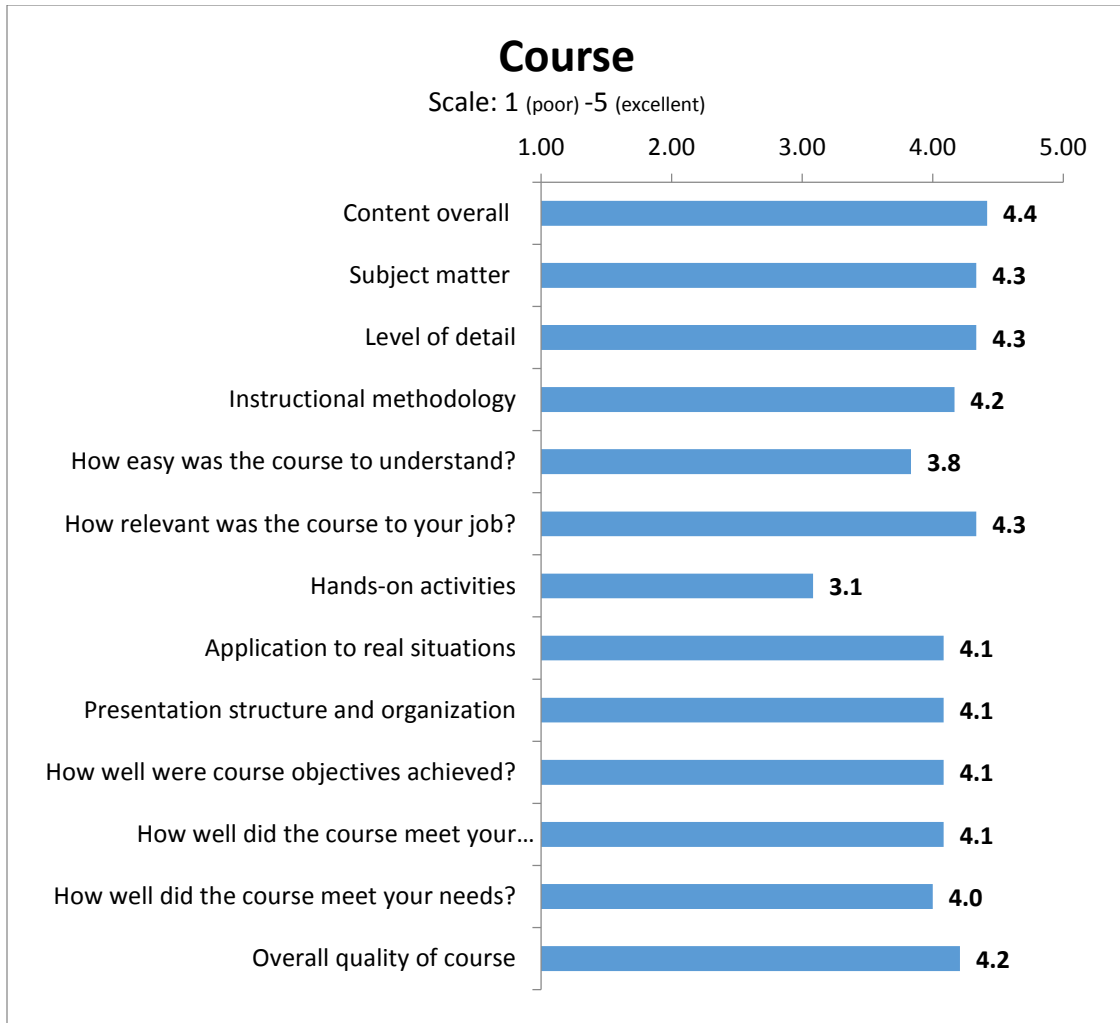 Course
Scale: 1 (poor) -5 (excellent)
1.00 2.00 3.00 4.00 5.00
Content overall 4.4
Subject matter 4.3
Level of detail 4.3
Instructional methodology 4.2
How easy was the course to understand? 3.8
How relevant was the course to your job? 4.3
Hands-on activities 3.1
Application to real situations 4.1
Presentation structure and organization 4.1
How well were course objectives achieved? 4.1
How well did the course meet your… 4.1
How well did the course meet your needs? 4.0
Overall quality of course 4.2